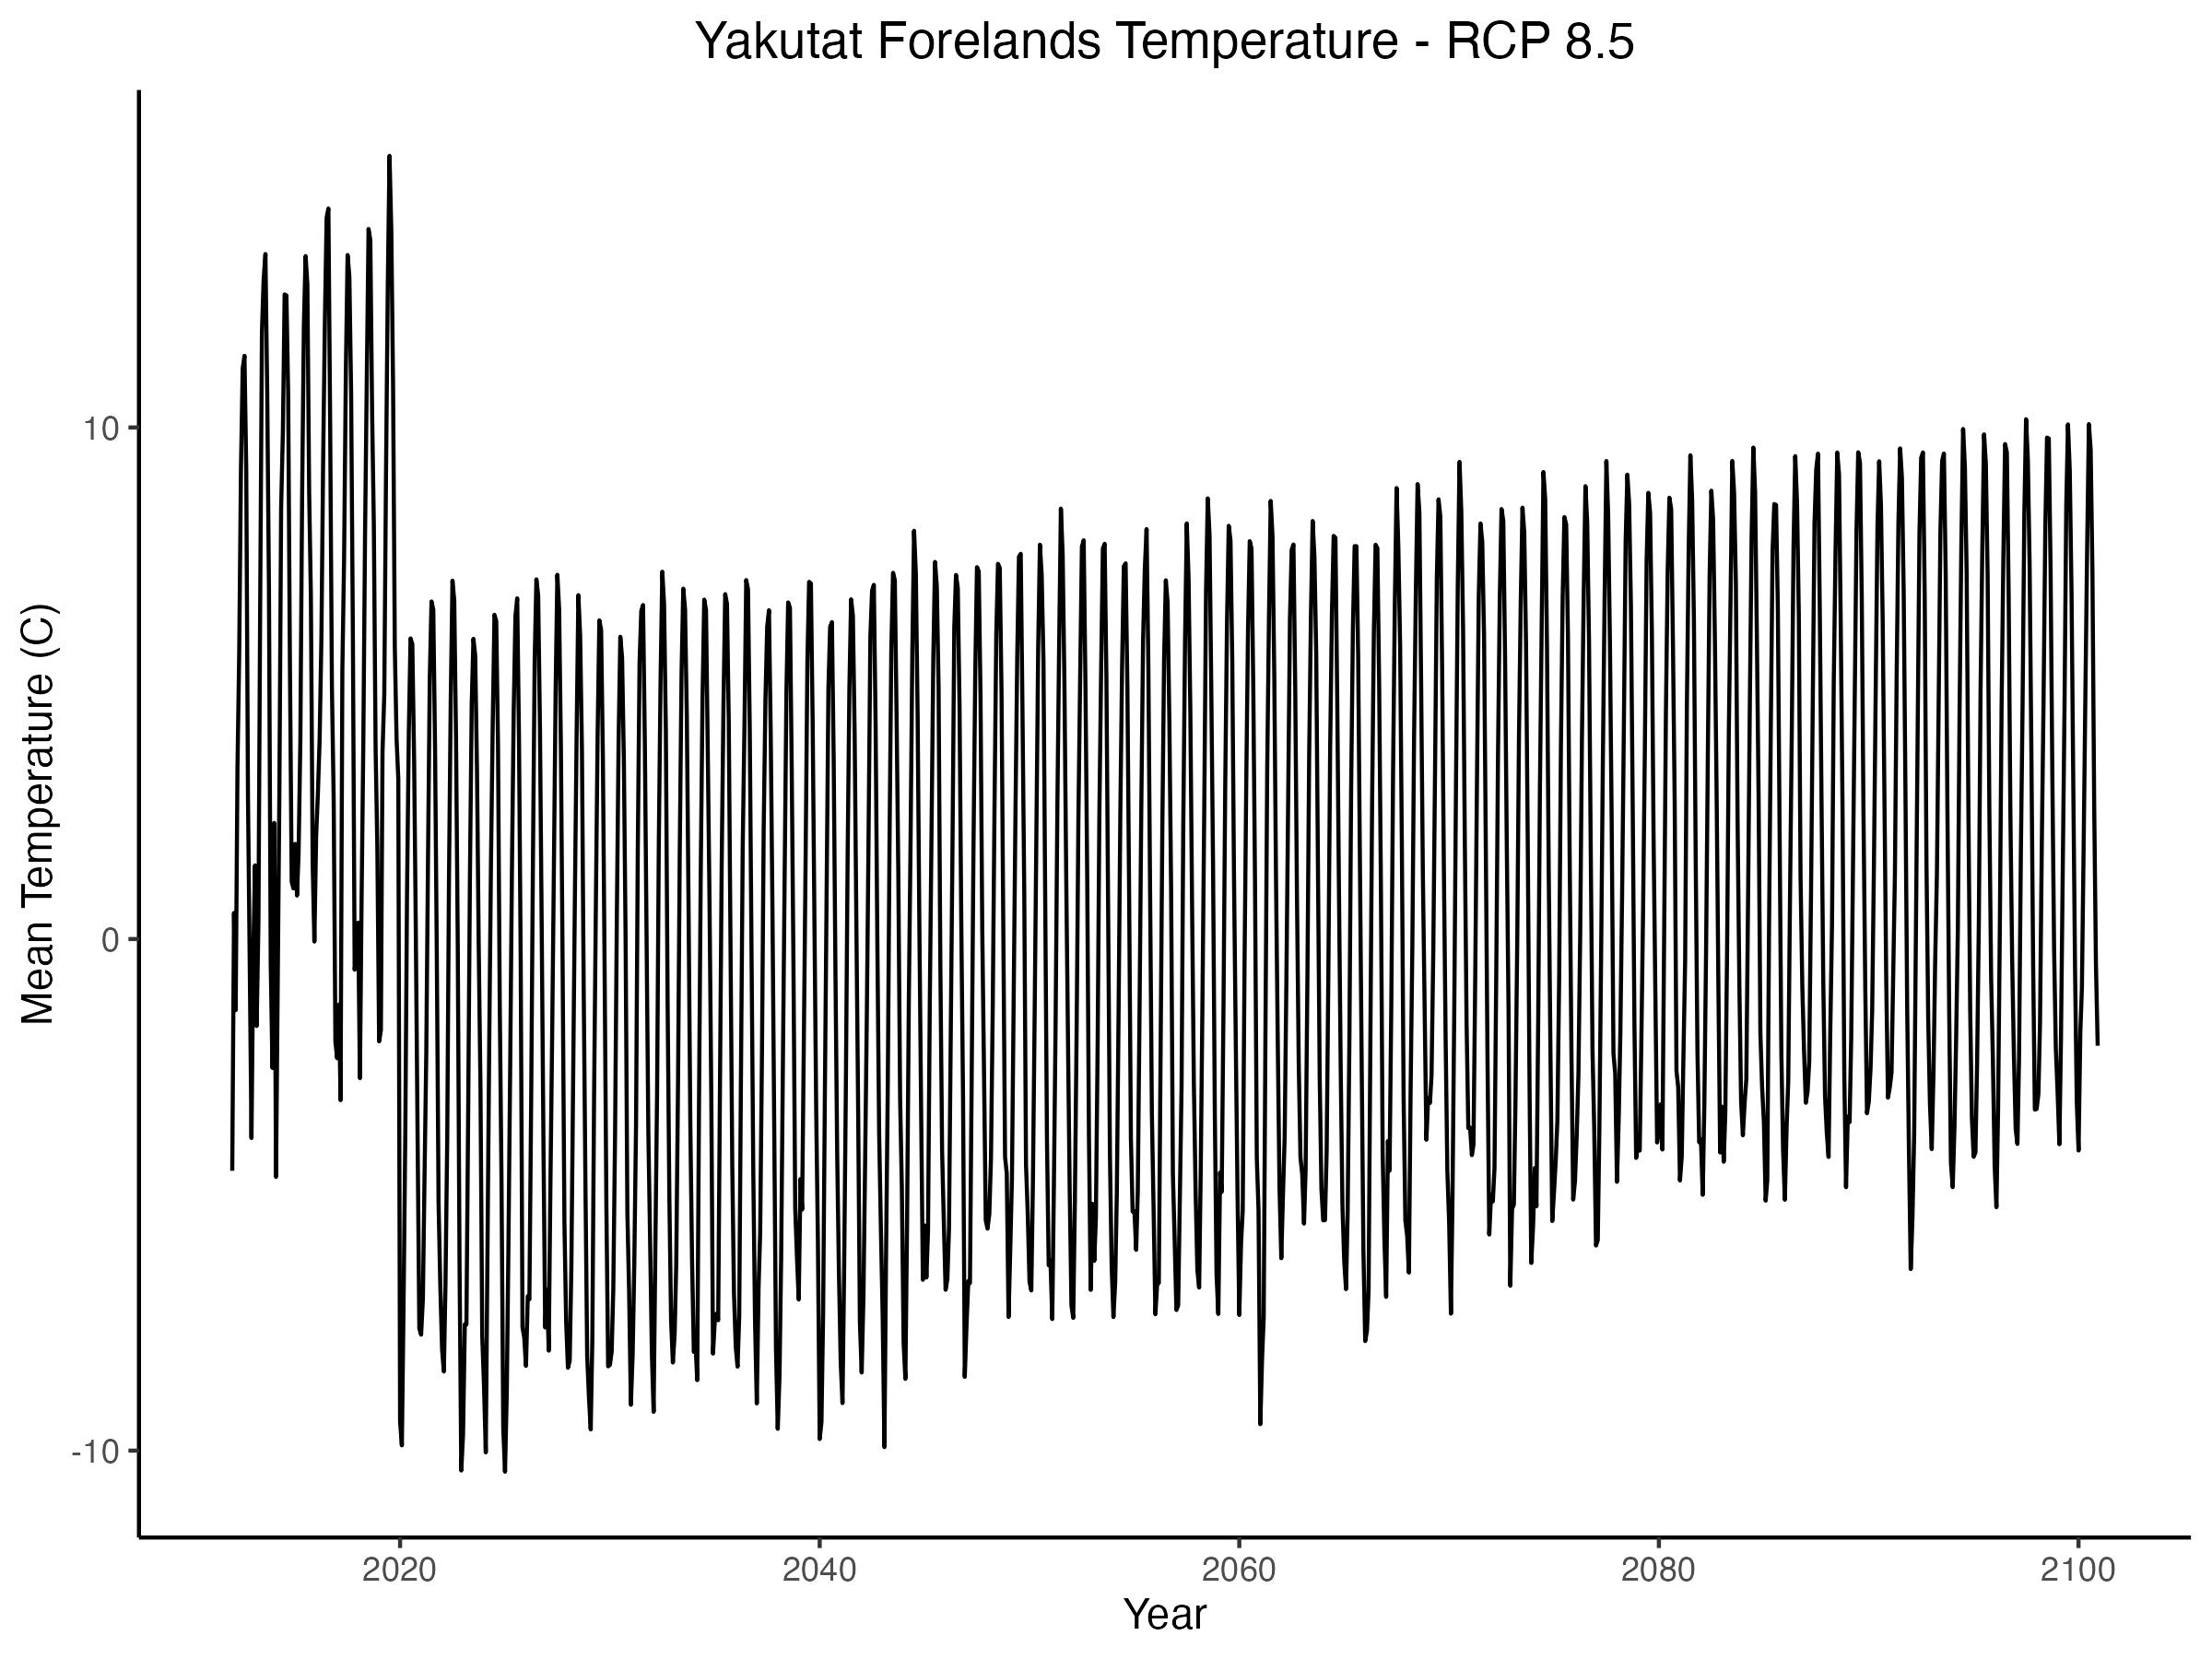 Yakutat Forelands Temperature - RCP 8.5
Mean Temperature (C)
10
0
-10
2020 2040 2060 2080 2100
Year